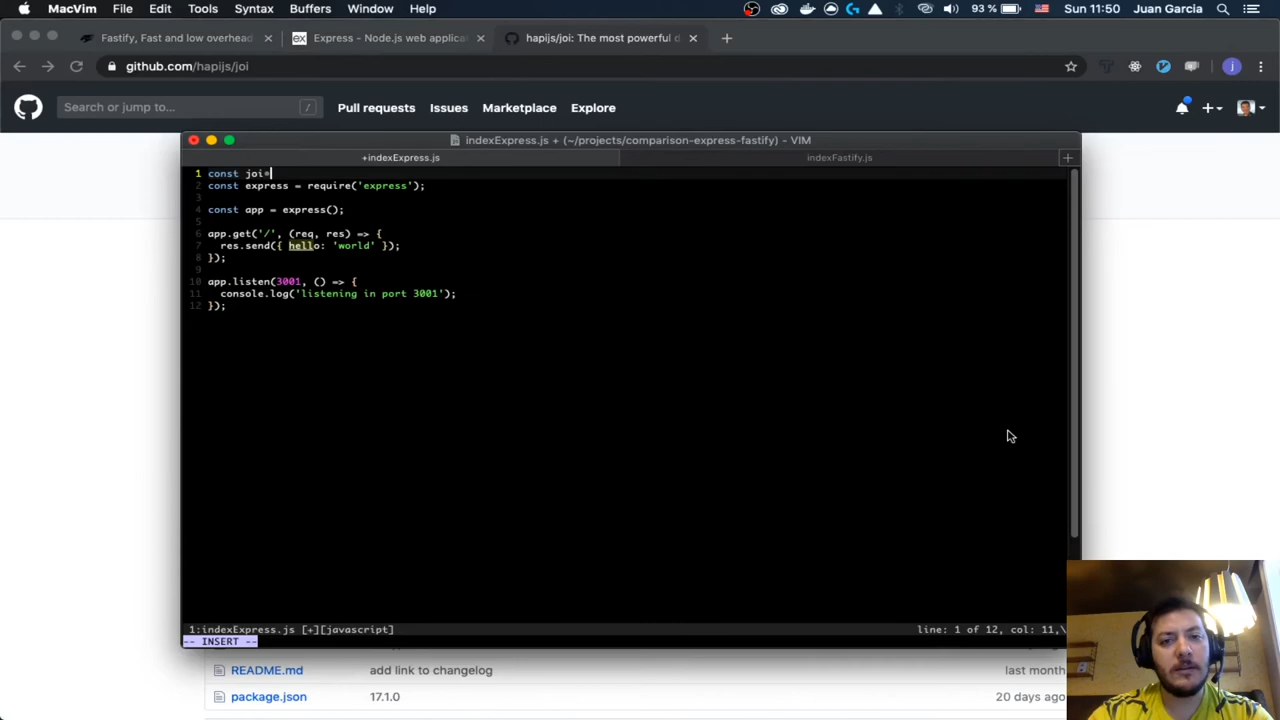 MacVim File Edit Tools Syntax Buffers Window Help 93 % Sun 11:50 Juan Garcia
Fastify, Fast and low overhead
Express - Node.js web applica
hapijs/joi: The most powerful d
github.com/hapijs/joi
j
Search or jump to... /
Pull requests Issues Marketplace Explore
indexExpress.js + (~/projects/comparison-express-fastify) - VIM
+indexExpress.js
indexFastify.js
1 const joi=
2 const express = require('express');
3
4 const app = express();
5
6 app.get('/', (req, res) => {
7 res.send({ hello: 'world' });
8 });
9
10 app.listen(3001, () => {
11 console.log('listening in port 3001');
12 });
1:indexExpress.js [+][javascript]
line: 1 of 12, col: 11,\
-- INSERT --
README.md add link to changelog last month
package.json 17.1.0 20 days ago